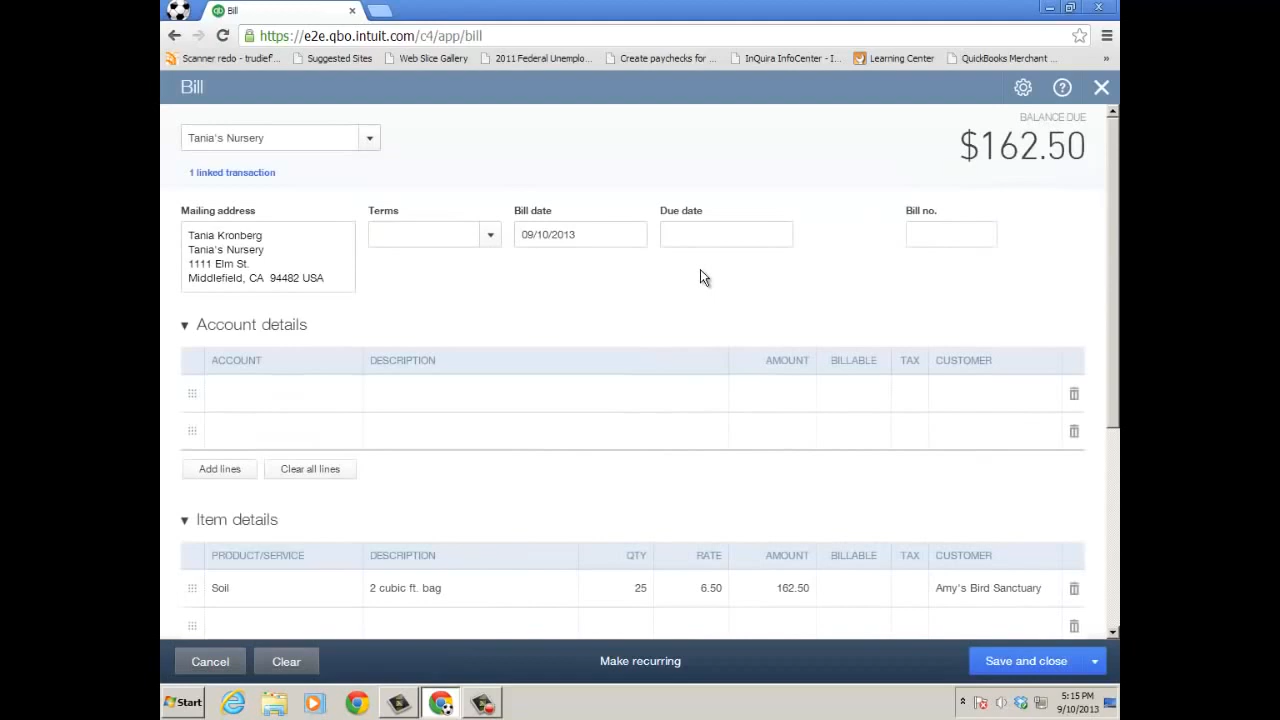 Bill
https://e2e.qbo.intuit.com/c4/app/bill
Scanner redo - trudief...
Suggested Sites
Web Slice Gallery
2011 Federal Unemplo...
Create paychecks for ...
InQuira InfoCenter - I...
Learning Center
QuickBooks Merchant ...
»
Bill
BALANCE DUE
Tania's Nursery
$162.50
1 linked transaction
Mailing address
Terms
Bill date
Due date
Bill no.
Tania Kronberg
Tania's Nursery
1111 Elm St.
Middlefield, CA 94482 USA
09/10/2013
Account details
ACCOUNT DESCRIPTION AMOUNT BILLABLE TAX CUSTOMER
Add lines
Clear all lines
Item details
PRODUCT/SERVICE DESCRIPTION QTY RATE AMOUNT BILLABLE TAX CUSTOMER
Soil 2 cubic ft. bag 25 6.50 162.50 Amy's Bird Sanctuary
Cancel
Clear
Make recurring
Save and close
Start
5:15 PM
9/10/2013